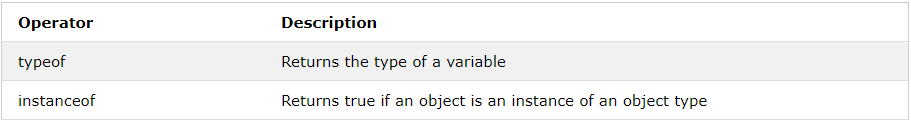 Operator Description
typeof Returns the type of a variable
instanceof Returns true if an object is an instance of an object type